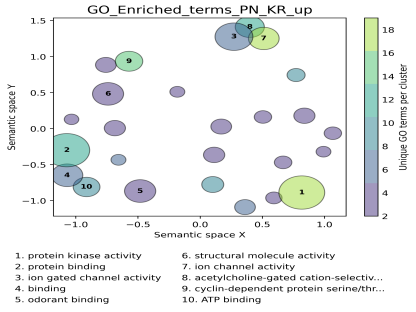 GO_Enriched_terms_PN_KR_up
1.5
1.0
0.5
0.0
−0.5
−1.0
Semantic space Y
−1.0
−0.5
0.0
0.5
1.0
Semantic space X
8
3
7
9
6
2
4
10
5
1
18
16
14
12
10
8
6
4
2
Unique GO terms per cluster
1. protein kinase activity
2. protein binding
3. ion gated channel activity
4. binding
5. odorant binding
6. structural molecule activity
7. ion channel activity
8. acetylcholine-gated cation-selectiv...
9. cyclin-dependent protein serine/thr...
10. ATP binding